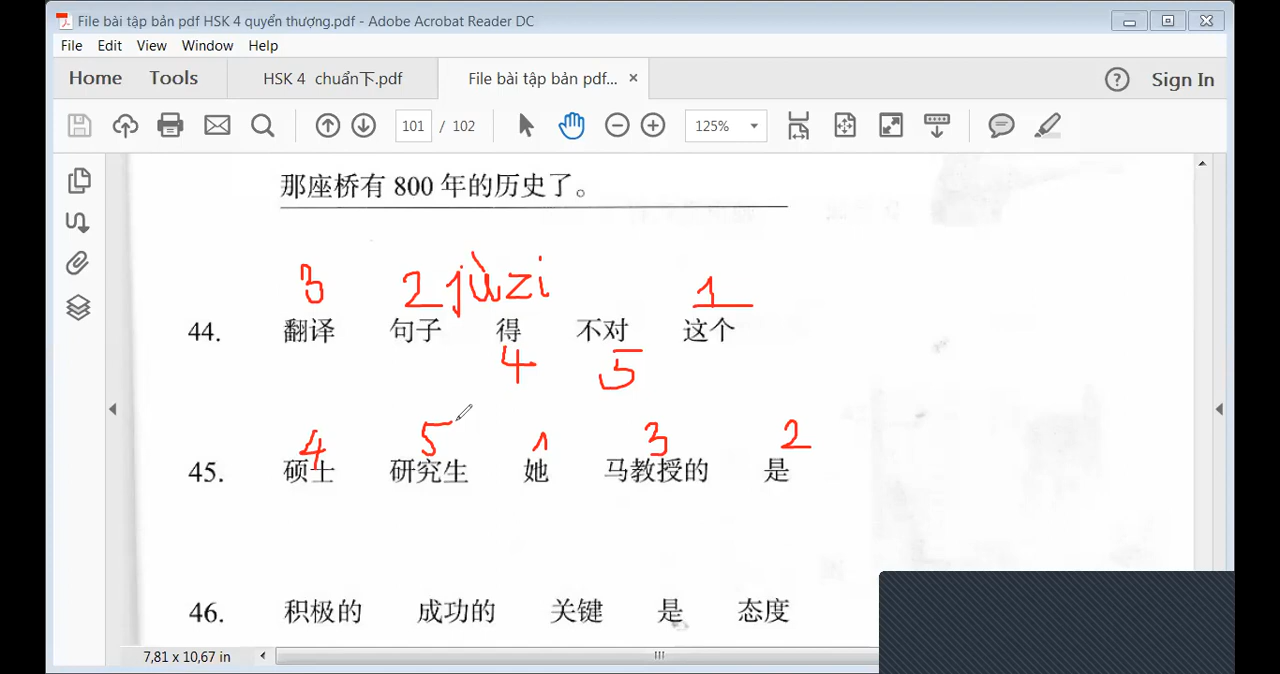 File bài tập bản pdf HSK 4 quyển thượng.pdf - Adobe Acrobat Reader DC
File Edit View Window Help
Home Tools HSK 4 chuẩn下.pdf File bài tập bản pdf... × ? Sign In
101 / 102 125%
那座桥有 800 年的历史了。
3 2 jùzi 1
44. 翻译 句子 得 不对 这个
4 5
4 5 1 3 2
45. 硕士 研究生 她 马教授的 是
46. 积极的 成功的 关键 是 态度
7,81 x 10,67 in